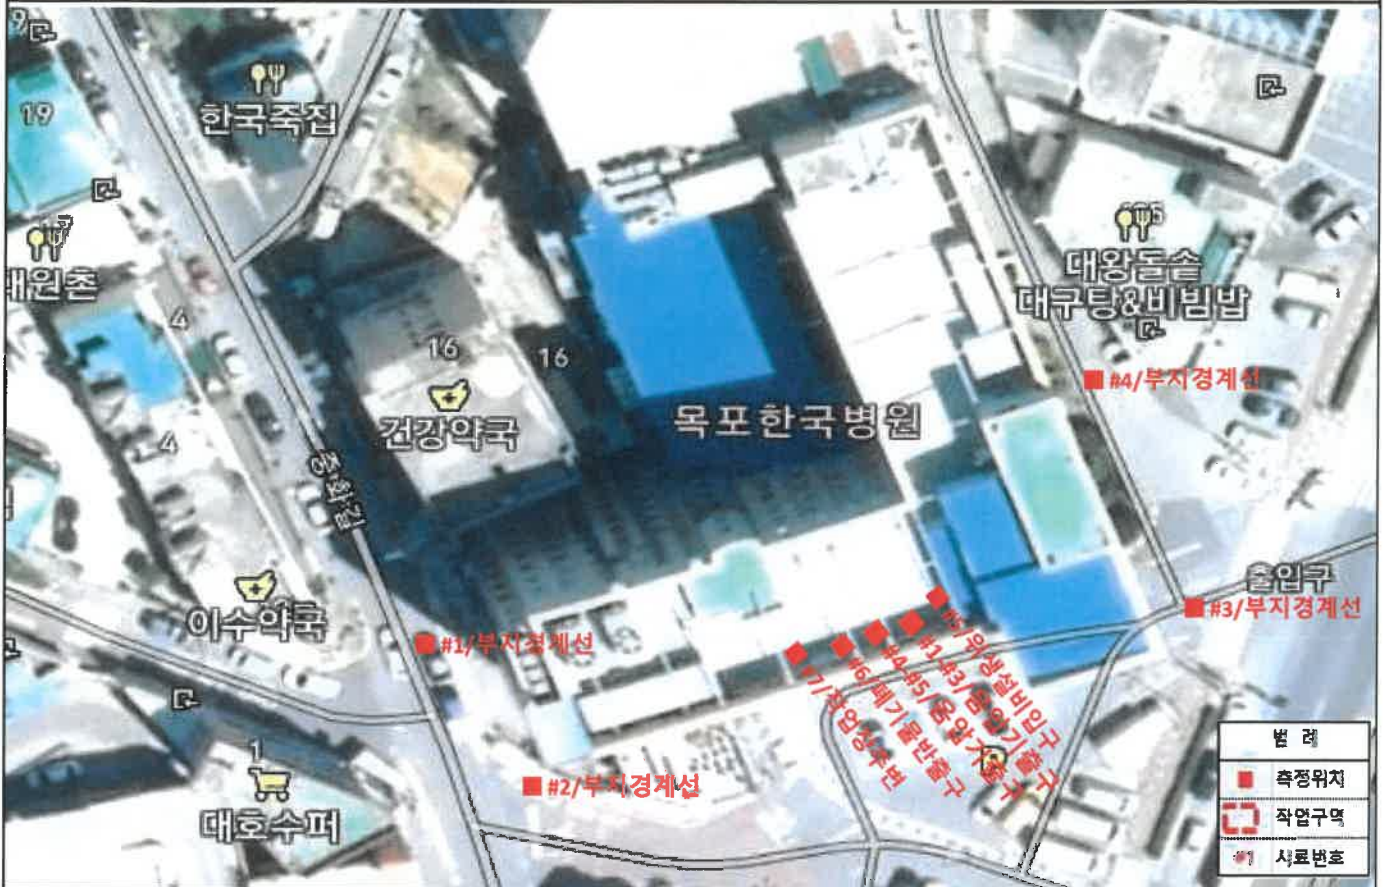 9
19
한국죽집
태원촌
4
4
16
16
건강약국
목포한국병원
대왕돌솥
대구탕&비빔밥
#4/부지경계선
중화길
이수약국
출입구
#3/부지경계선
#1/부지경계선
#5/위생설비입구
#1-#3/음압기출구
#4-#5/음압기출구
#6/폐기물반출구
#7/작업장주변
#2/부지경계선
1
대호수퍼
범 례
측정위치
작업구역
#1 시료번호